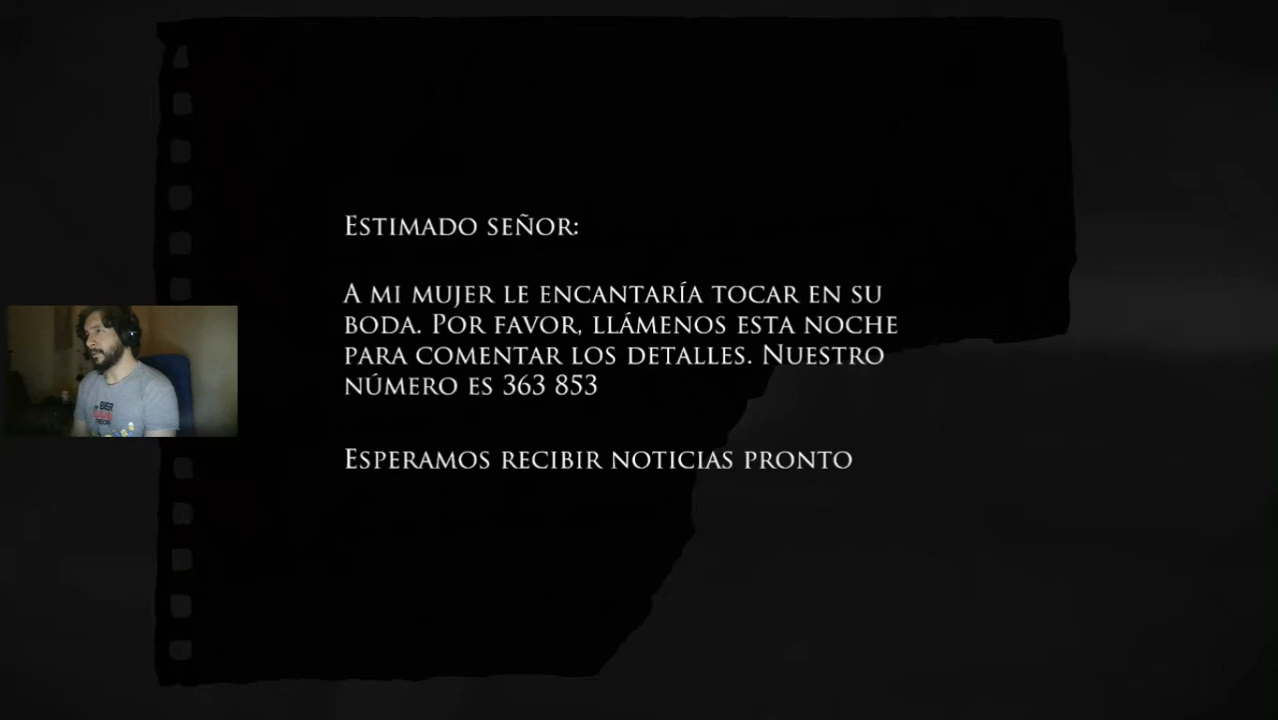 Estimado señor:
A mi mujer le encantaría tocar en su
boda. Por favor, llámenos esta noche
para comentar los detalles. Nuestro
número es 363 853
Esperamos recibir noticias pronto